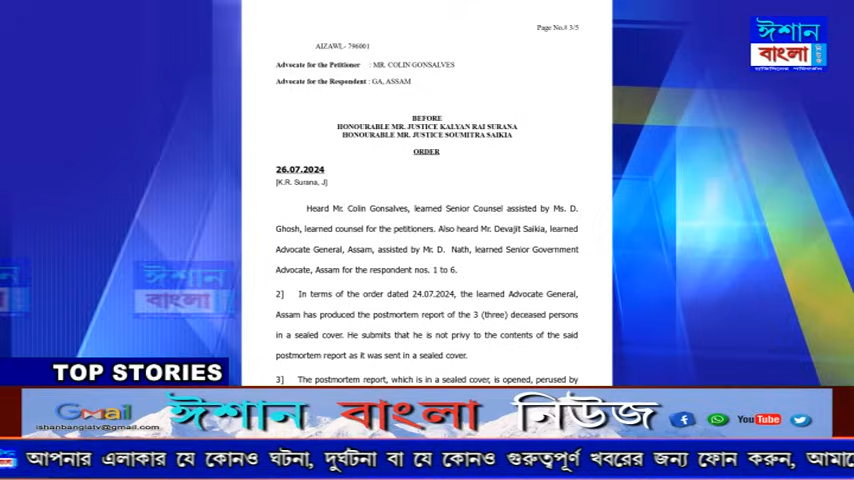 Page No.# 3/5
ঈশান
বাংলা
AIZAWL- 796001
Advocate for the Petitioner : MR. COLIN GONSALVES
Advocate for the Respondent : GA, ASSAM
BEFORE
HONOURABLE MR. JUSTICE KALYAN RAI SURANA
HONOURABLE MR. JUSTICE SOUMITRA SAIKIA
ORDER
26.07.2024
[K.R. Surana, J]
Heard Mr. Colin Gonsalves, learned Senior Counsel assisted by Ms. D.
Ghosh, learned counsel for the petitioners. Also heard Mr. Devajit Saikia, learned
Advocate General, Assam, assisted by Mr. D. Nath, learned Senior Government
Advocate, Assam for the respondent nos. 1 to 6.
2] In terms of the order dated 24.07.2024, the learned Advocate General,
Assam has produced the postmortem report of the 3 (three) deceased persons
in a sealed cover. He submits that he is not privy to the contents of the said
postmortem report as it was sent in a sealed cover.
3] The postmortem report, which is in a sealed cover, is opened, perused by
ঈশান
বাংলা
TOP STORIES
GMail
ishanbanglatv@gmail.com
ঈশান বাংলা নিউজ
YouTube
আপনার এলাকার যে কোনও ঘটনা, দুর্ঘটনা বা যে কোনও গুরুত্বপূর্ণ খবরের জন্য ফোন করুন,